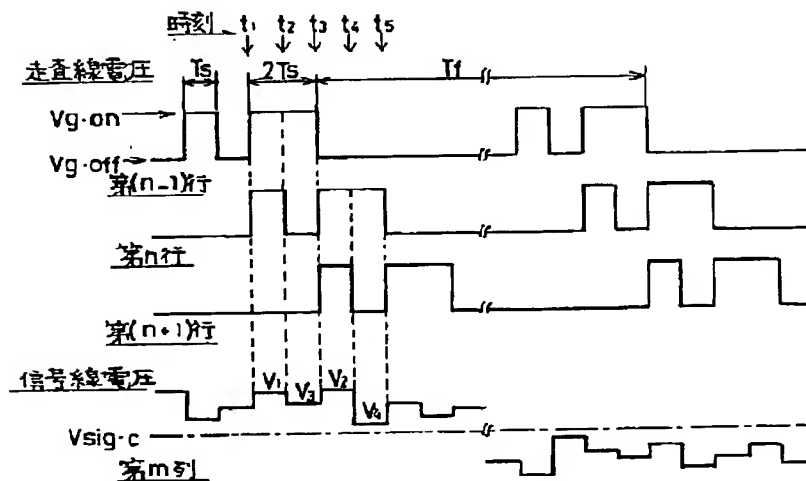 時刻 t₁ t₂ t₃ t₄ t₅
走査線電圧 Ts 2Ts Tf
Vg·on
Vg·off
第(n-1)行
第n行
第(n+1)行
信号線電圧 V₁ V₃ V₂ V₄
Vsig·c
第m列